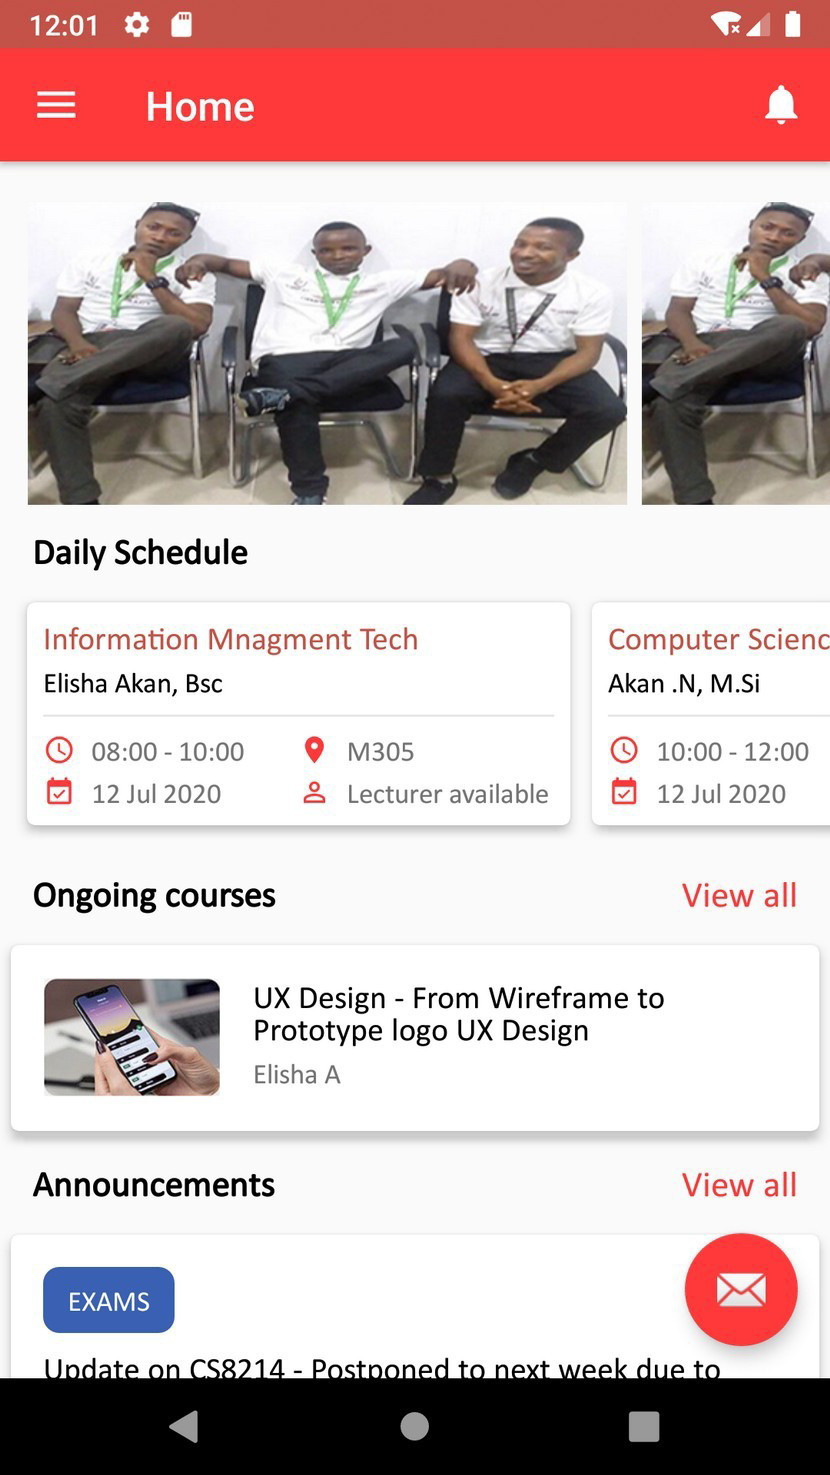 12:01
Home
Daily Schedule
Information Mnagment Tech
Elisha Akan, Bsc
08:00 - 10:00
M305
12 Jul 2020
Lecturer available
Computer Scienc
Akan .N, M.Si
10:00 - 12:00
12 Jul 2020
Ongoing courses
View all
UX Design - From Wireframe to
Prototype logo UX Design
Elisha A
Announcements
View all
EXAMS
Update on CS8214 - Postponed to next week due to